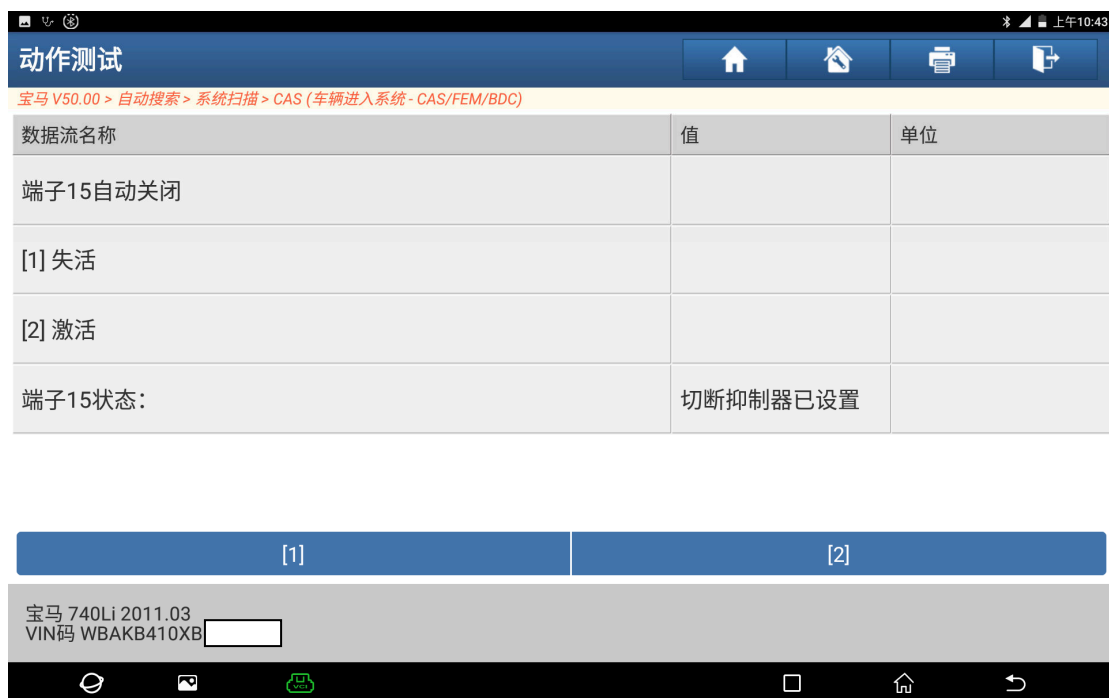 上午10:43
动作测试
宝马 V50.00 > 自动搜索 > 系统扫描 > CAS (车辆进入系统 - CAS/FEM/BDC)
数据流名称 值 单位
端子15自动关闭
[1] 失活
[2] 激活
端子15状态： 切断抑制器已设置
[1] [2]
宝马 740Li 2011.03
VIN码 WBAKB410XB
VCI